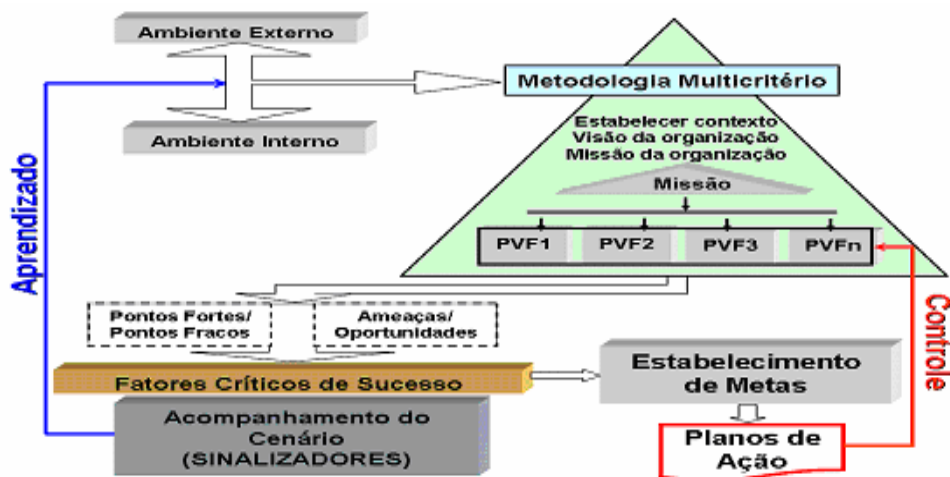 Ambiente Externo
Metodologia Multicritério
Ambiente Interno
Estabelecer contexto
Visão da organização
Missão da organização
Missão
PVF1
PVF2
PVF3
PVFn
Aprendizado
Controle
Pontos Fortes/
Pontos Fracos
Ameaças/
Oportunidades
Fatores Críticos de Sucesso
Estabelecimento
de Metas
Acompanhamento do
Cenário
(SINALIZADORES)
Planos de
Ação